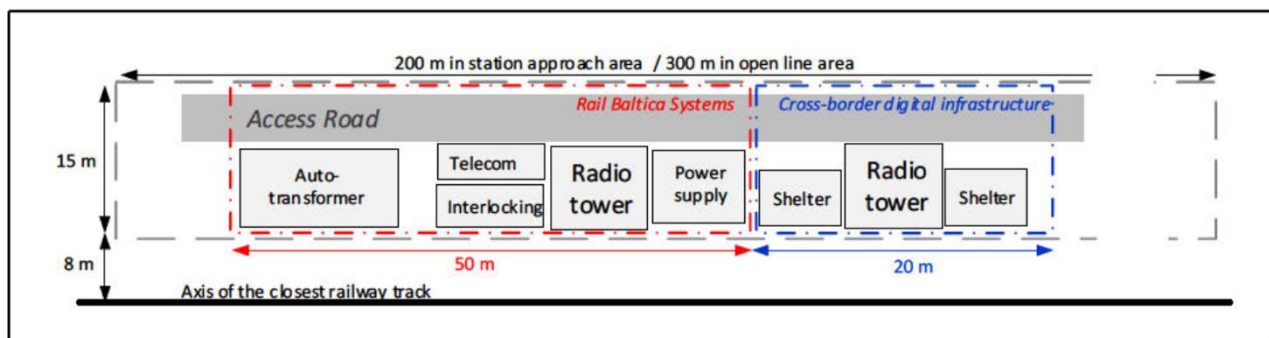 200 m in station approach area / 300 m in open line area
Rail Baltica Systems
Cross-border digital infrastructure
Access Road
15 m
Auto-
transformer
Telecom
Interlocking
Radio
tower
Power
supply
Shelter
Radio
tower
Shelter
8 m
50 m
20 m
Axis of the closest railway track